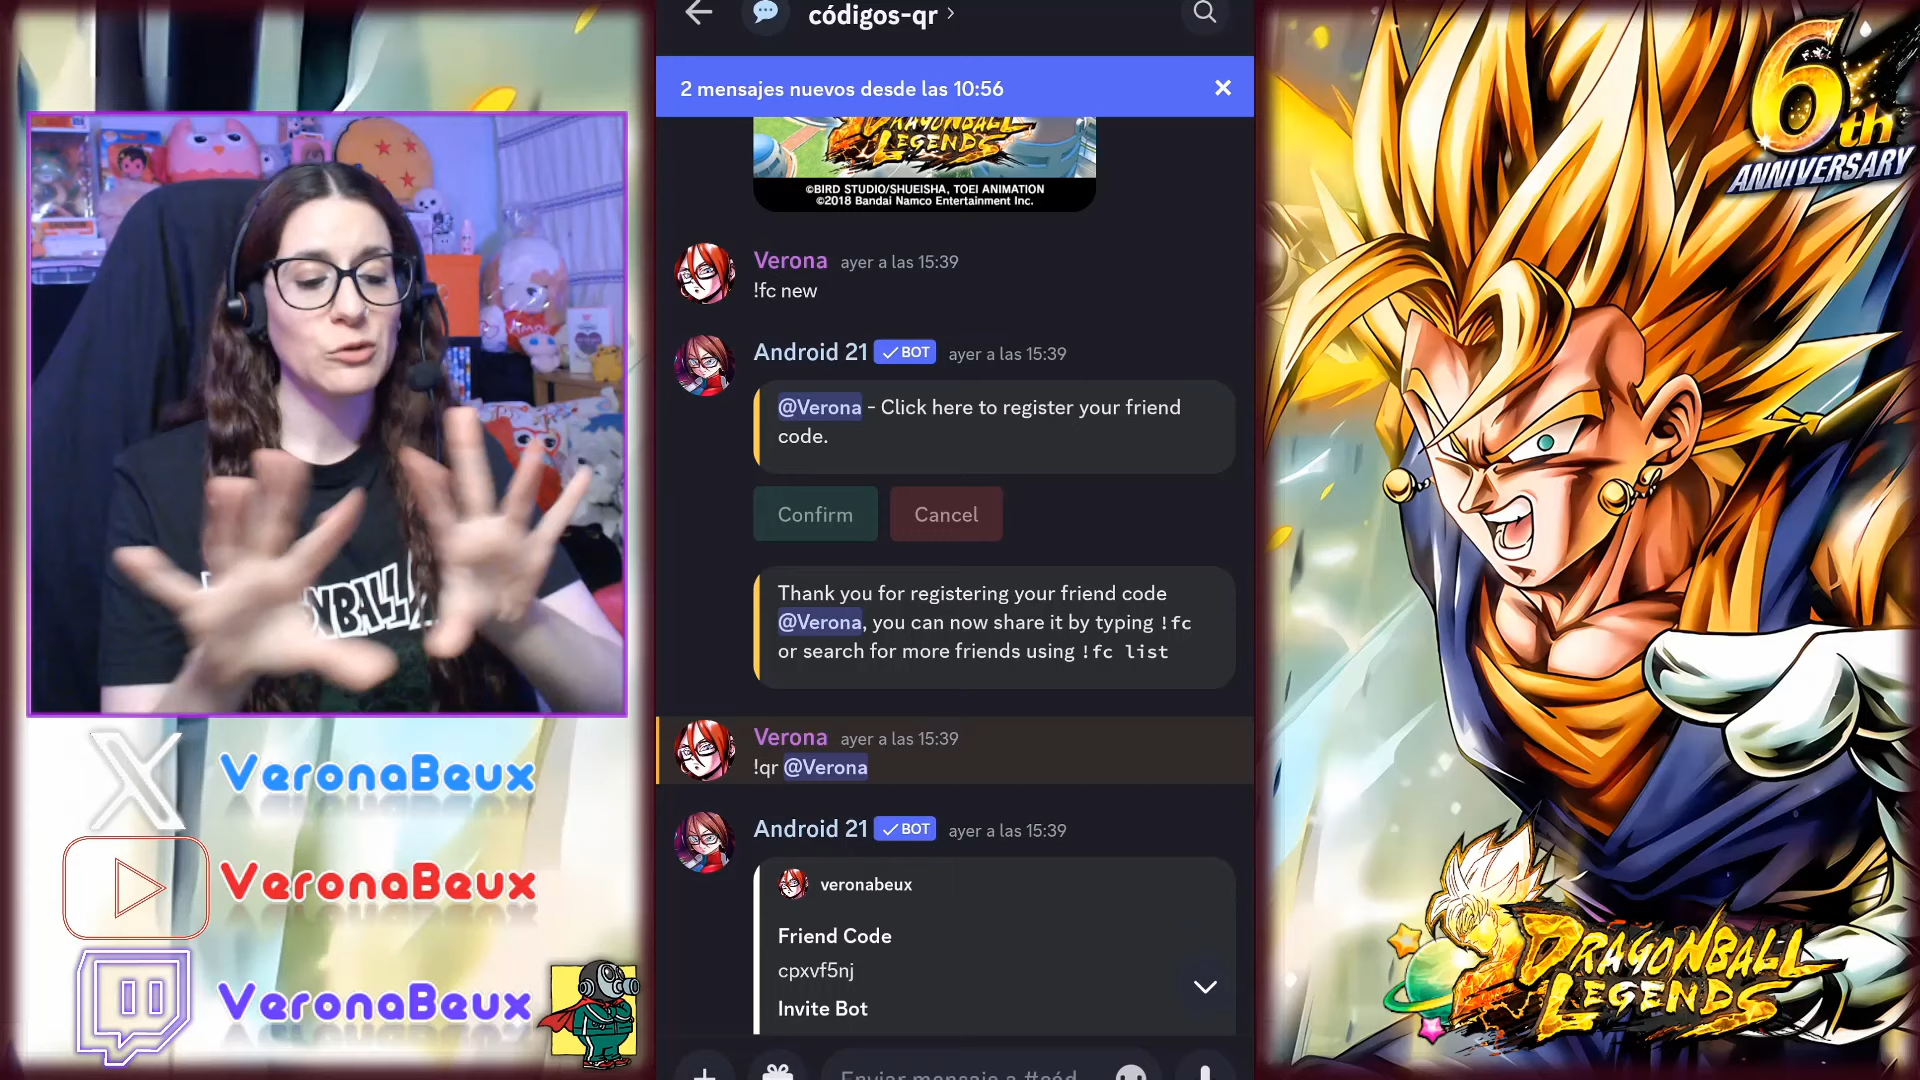 códigos-qr
2 mensajes nuevos desde las 10:56
DRAGONBALL
LEGENDS
©BIRD STUDIO/SHUEISHA, TOEI ANIMATION
©2018 Bandai Namco Entertainment Inc.
Verona ayer a las 15:39
!fc new
Android 21 BOT ayer a las 15:39
@Verona - Click here to register your friend
code.
Confirm Cancel
Thank you for registering your friend code
@Verona, you can now share it by typing !fc
or search for more friends using !fc list
Verona ayer a las 15:39
!qr @Verona
Android 21 BOT ayer a las 15:39
veronabeux
Friend Code
cpxvf5nj
Invite Bot
Enviar mensaje a #cód
VeronaBeux
VeronaBeux
VeronaBeux
6th
ANNIVERSARY
DRAGONBALL
LEGENDS